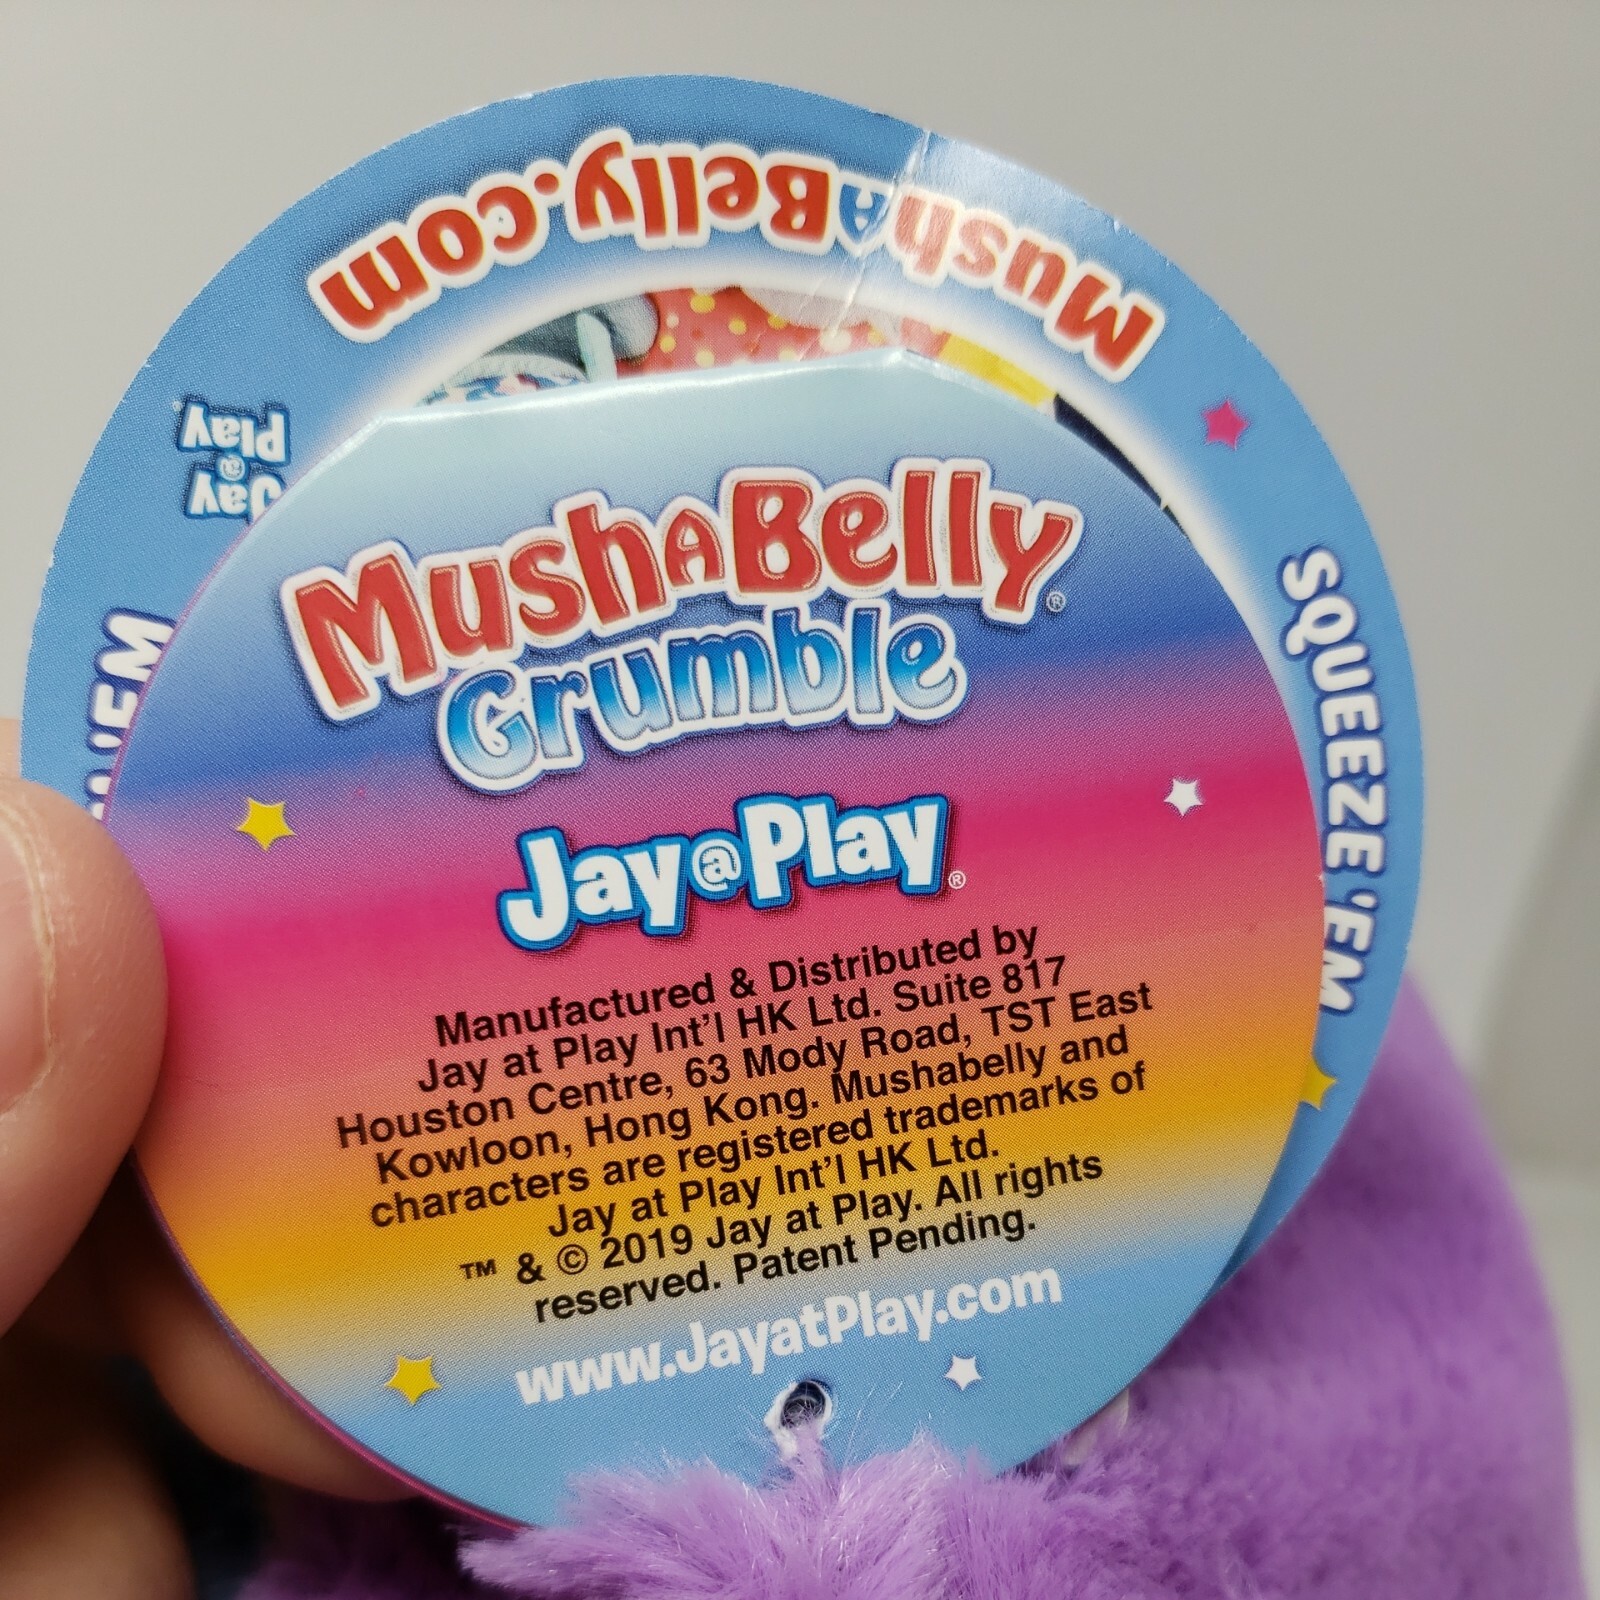 MushABelly.com
Jay
@
Play
'EM
SQUEEZE 'EM
MushABelly®
Grumble
Jay@Play®
Manufactured & Distributed by
Jay at Play Int'l HK Ltd. Suite 817
Houston Centre, 63 Mody Road, TST East
Kowloon, Hong Kong. Mushabelly and
characters are registered trademarks of
Jay at Play Int'l HK Ltd.
™ & © 2019 Jay at Play. All rights
reserved. Patent Pending.
www.JayatPlay.com